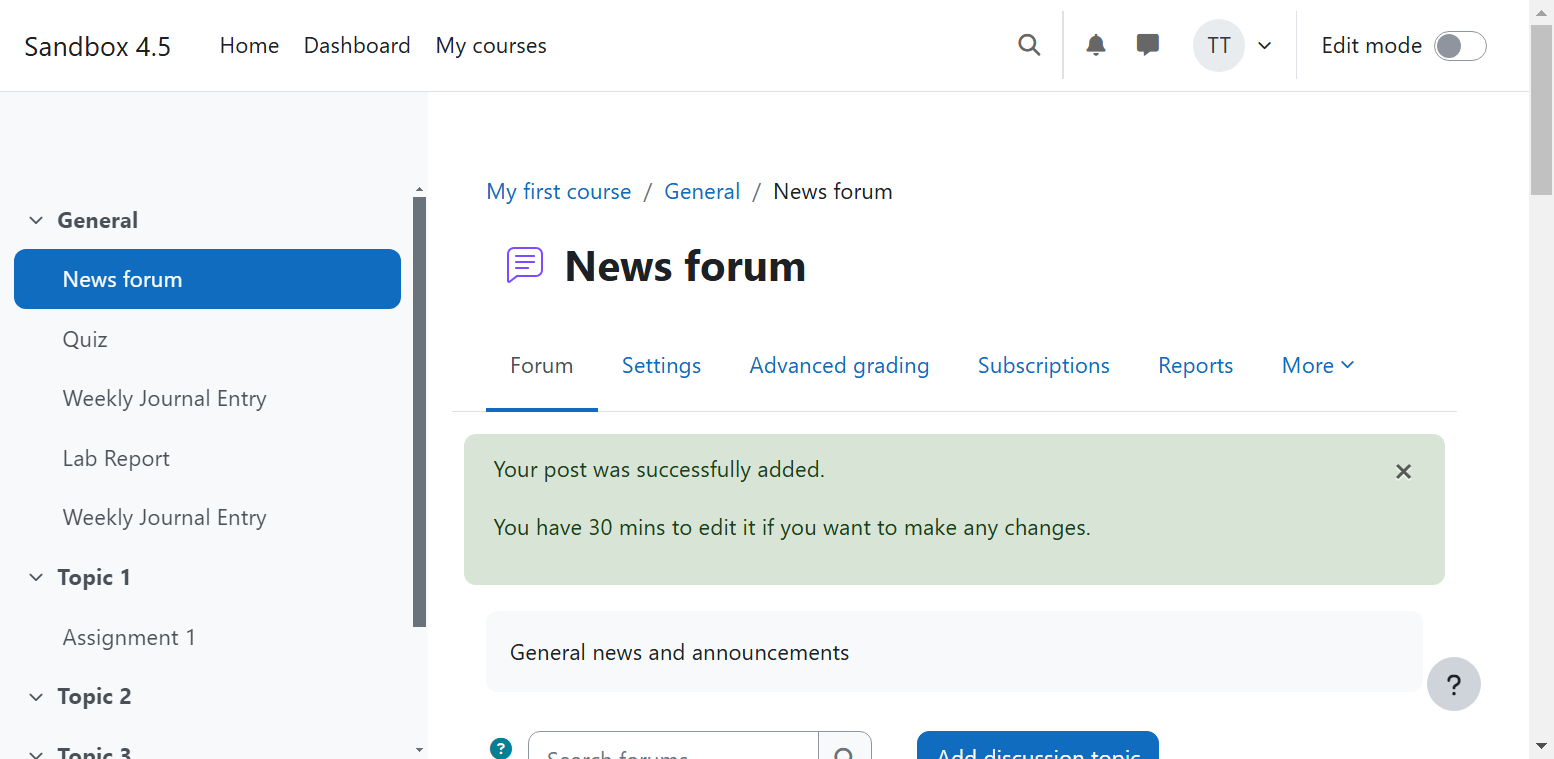 Sandbox 4.5 Home Dashboard My courses TT Edit mode
General
News forum
Quiz
Weekly Journal Entry
Lab Report
Weekly Journal Entry
Topic 1
Assignment 1
Topic 2
Topic 3
My first course / General / News forum
News forum
Forum Settings Advanced grading Subscriptions Reports More
Your post was successfully added.
You have 30 mins to edit it if you want to make any changes.
General news and announcements
?
? Search forums Add discussion topic